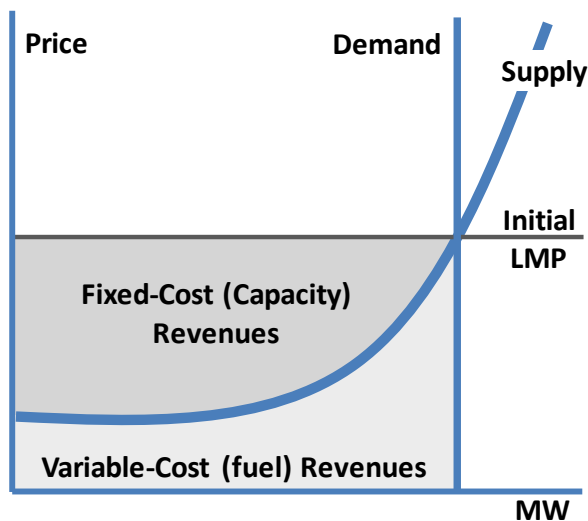 Price
Demand
Supply
Initial
LMP
Fixed-Cost (Capacity)
Revenues
Variable-Cost (fuel) Revenues
MW